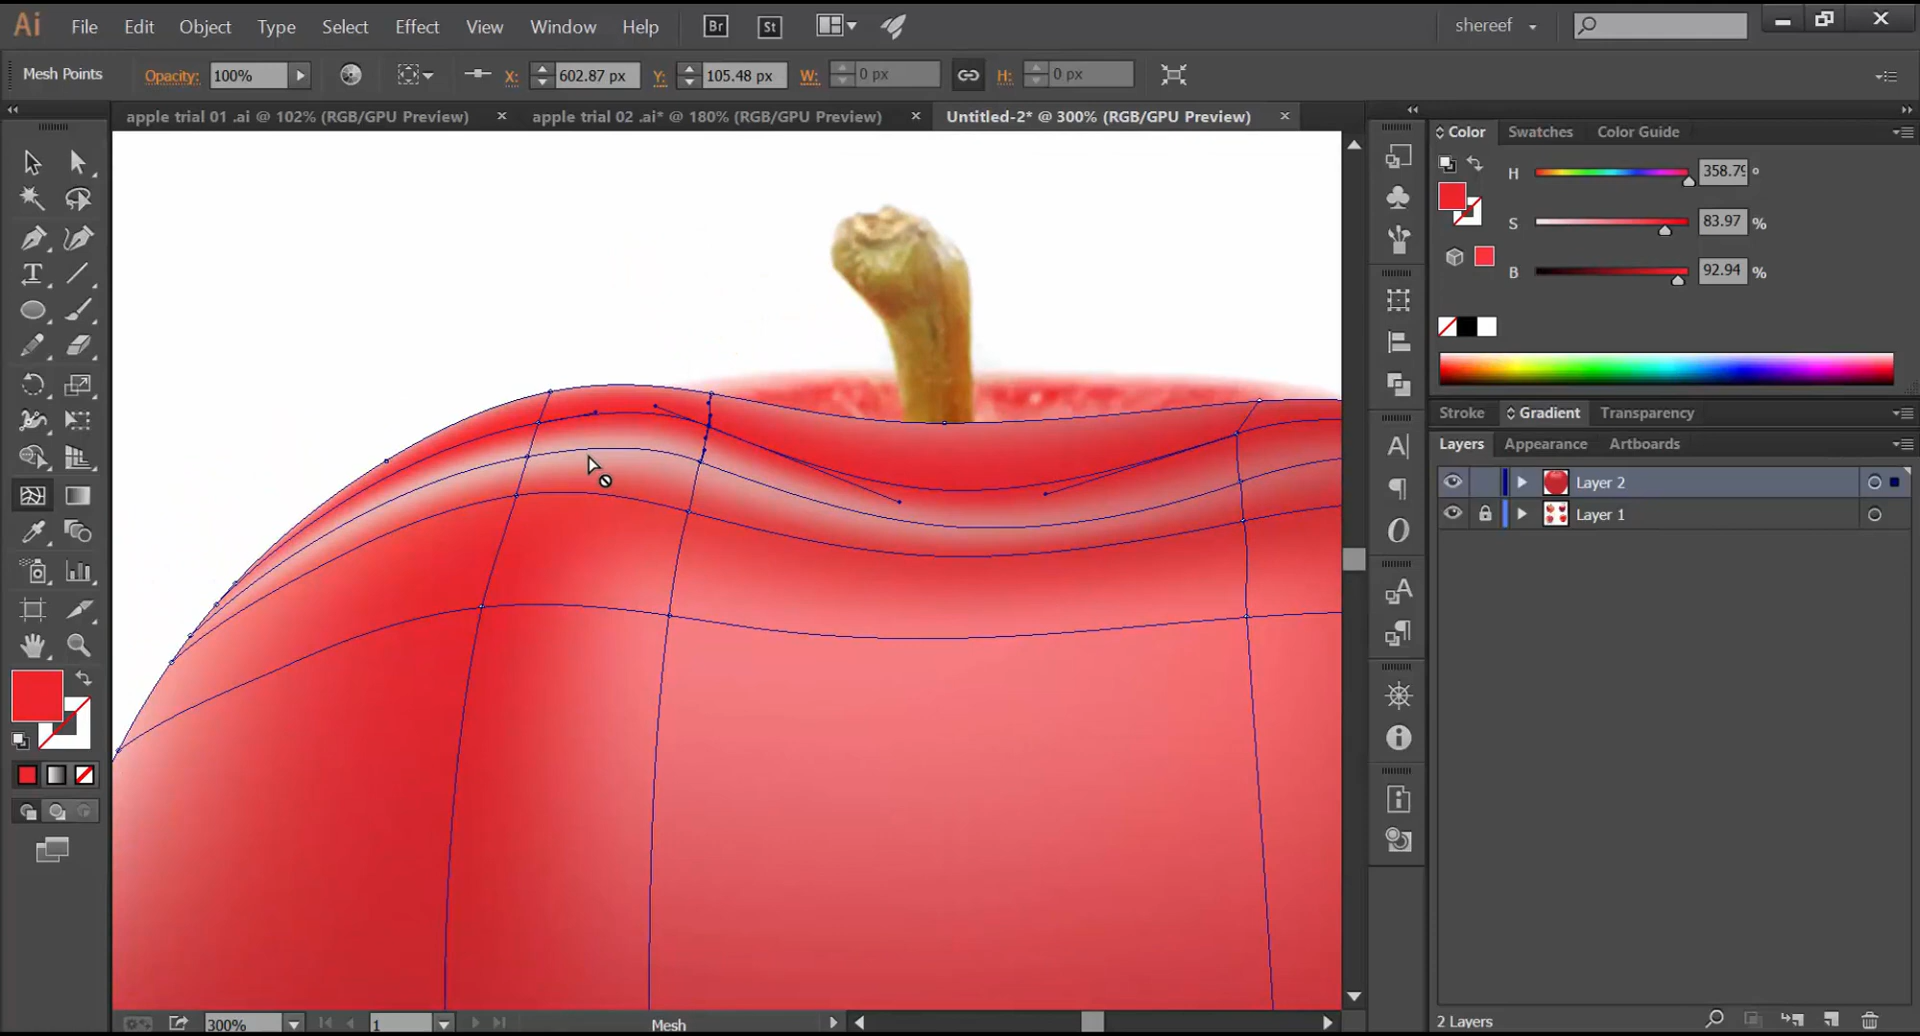 Ai File Edit Object Type Select Effect View Window Help Br St shereef
Mesh Points Opacity: 100% X: 602.87 px Y: 105.48 px W: 0 px H: 0 px
apple trial 01 .ai @ 102% (RGB/GPU Preview) × apple trial 02 .ai* @ 180% (RGB/GPU Preview) × Untitled-2* @ 300% (RGB/GPU Preview) ×
Color Swatches Color Guide
H 358.79 °
S 83.97 %
B 92.94 %
Stroke Gradient Transparency
Layers Appearance Artboards
Layer 2
Layer 1
300% 1 Mesh
2 Layers